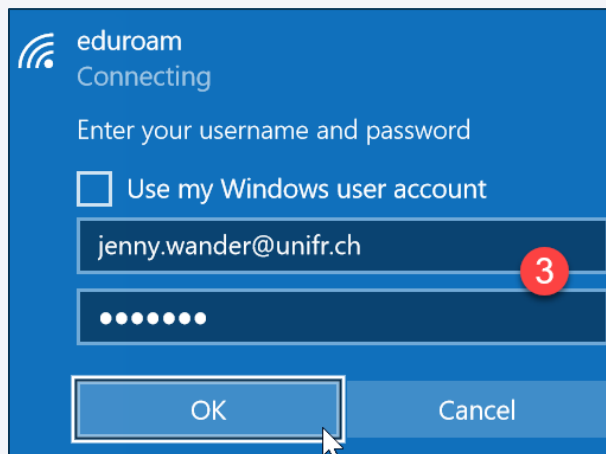 eduroam
Connecting
Enter your username and password
Use my Windows user account
jenny.wander@unifr.ch
3
●●●●●●●
OK Cancel